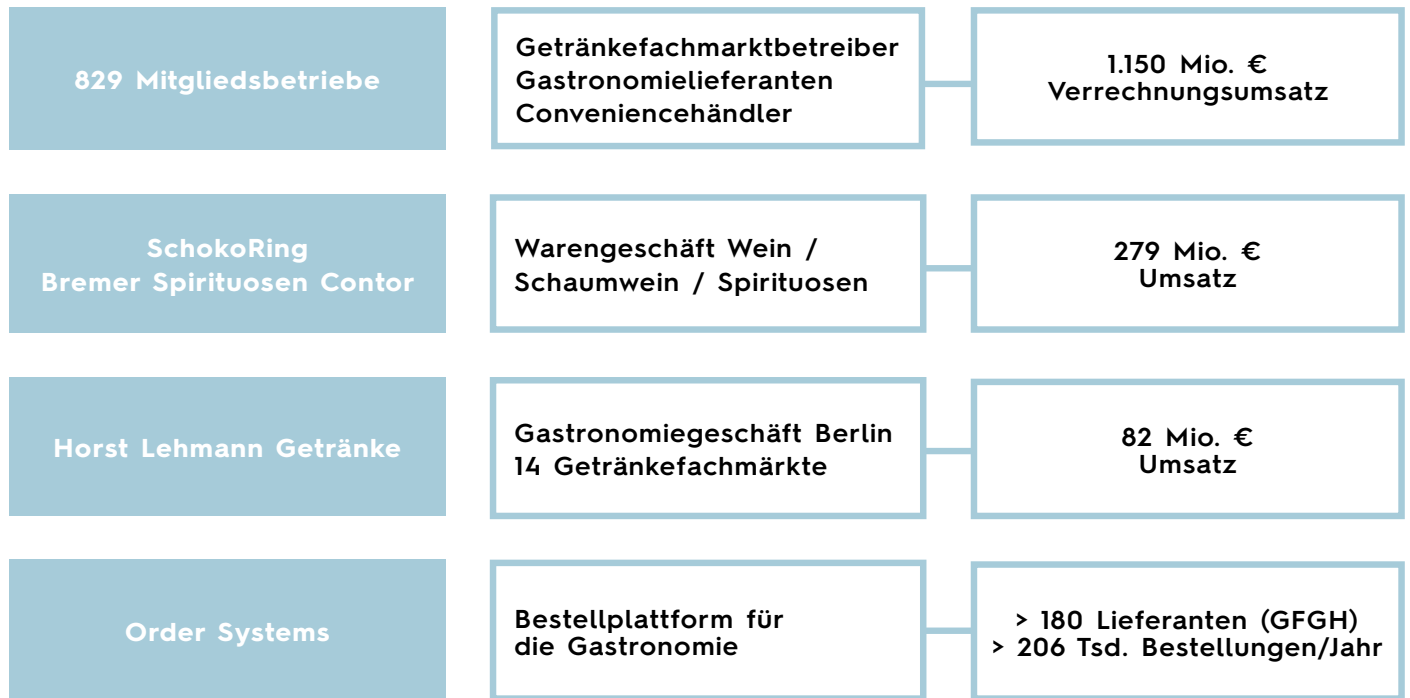 829 Mitgliedsbetriebe
Getränkefachmarktbetreiber
Gastronomielieferanten
Conveniencehändler
1.150 Mio. €
Verrechnungsumsatz
SchokoRing
Bremer Spirituosen Contor
Warengeschäft Wein /
Schaumwein / Spirituosen
279 Mio. €
Umsatz
Horst Lehmann Getränke
Gastronomiegeschäft Berlin
14 Getränkefachmärkte
82 Mio. €
Umsatz
Order Systems
Bestellplattform für
die Gastronomie
> 180 Lieferanten (GFGH)
> 206 Tsd. Bestellungen/Jahr